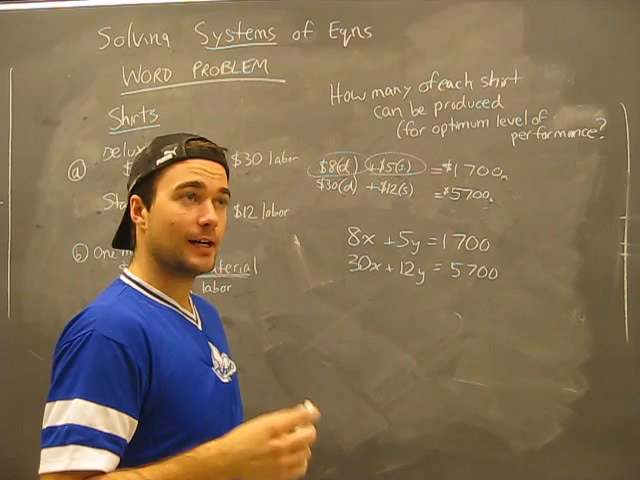 Solving Systems of Eqns
WORD PROBLEM
Shirts
How many of each shirt
can be produced
(for optimum level of
performance?
(a)
$30 labor
$12 labor
(b) One
labor
$8(d) + $5(s) = $1700
$30(d) + $12(s) = $5700
8x + 5y = 1700
30x + 12y = 5700